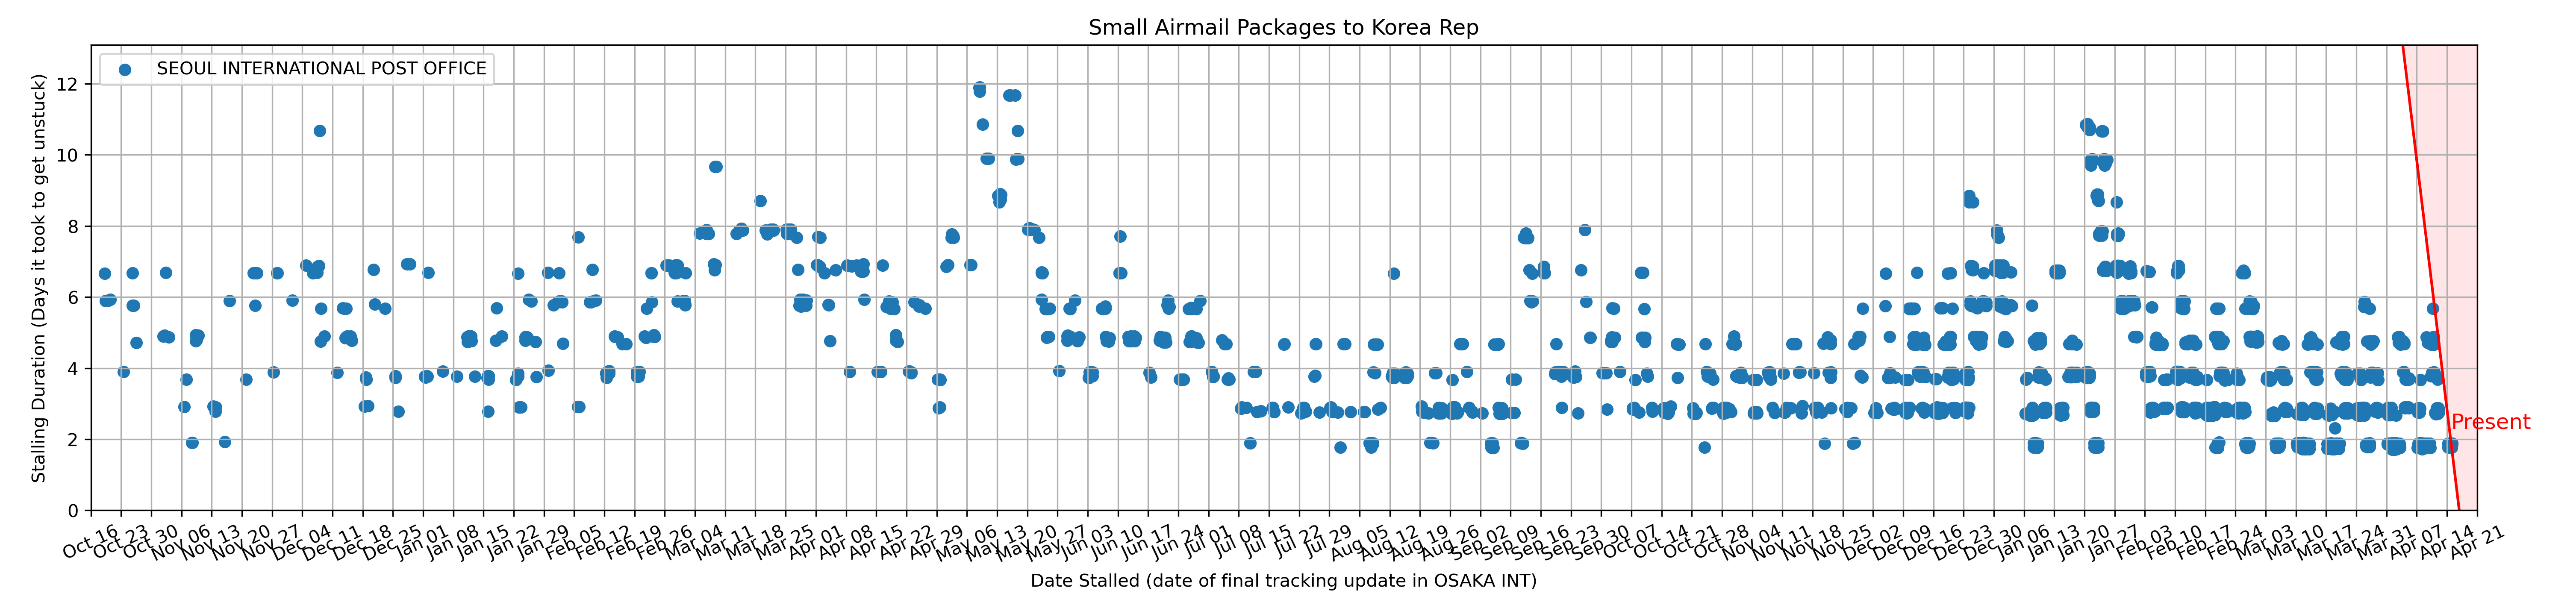 Small Airmail Packages to Korea Rep
SEOUL INTERNATIONAL POST OFFICE
Stalling Duration (Days it took to get unstuck)
12
10
8
6
4
2
0
Present
Oct 16 Oct 23 Oct 30 Nov 06 Nov 13 Nov 20 Nov 27 Dec 04 Dec 11 Dec 18 Dec 25 Jan 01 Jan 08 Jan 15 Jan 22 Jan 29 Feb 05 Feb 12 Feb 19 Feb 26 Mar 04 Mar 11 Mar 18 Mar 25 Apr 01 Apr 08 Apr 15 Apr 22 Apr 29 May 06 May 13 May 20 May 27 Jun 03 Jun 10 Jun 17 Jun 24 Jul 01 Jul 08 Jul 15 Jul 22 Jul 29 Aug 05 Aug 12 Aug 19 Aug 26 Sep 02 Sep 09 Sep 16 Sep 23 Sep 30 Oct 07 Oct 14 Oct 21 Oct 28 Nov 04 Nov 11 Nov 18 Nov 25 Dec 02 Dec 09 Dec 16 Dec 23 Dec 30 Jan 06 Jan 13 Jan 20 Jan 27 Feb 03 Feb 10 Feb 17 Feb 24 Mar 03 Mar 10 Mar 17 Mar 24 Mar 31 Apr 07 Apr 14 Apr 21
Date Stalled (date of final tracking update in OSAKA INT)